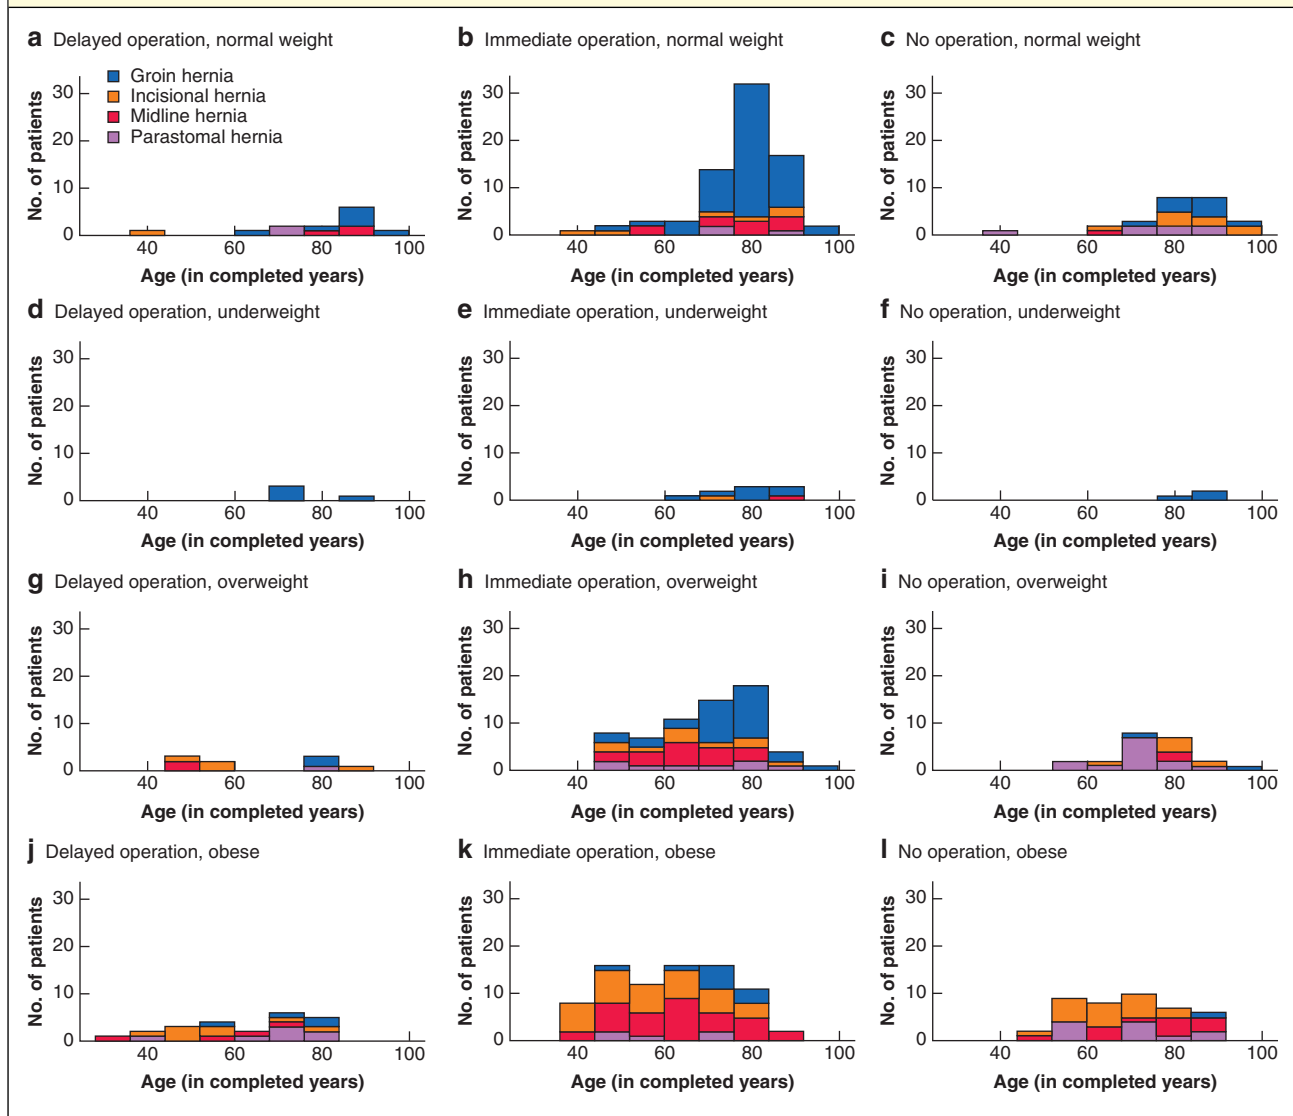 a Delayed operation, normal weight
Groin hernia
Incisional hernia
Midline hernia
Parastomal hernia
No. of patients
30
20
10
0
40 60 80 100
Age (in completed years)
b Immediate operation, normal weight
No. of patients
30
20
10
0
40 60 80 100
Age (in completed years)
c No operation, normal weight
No. of patients
30
20
10
0
40 60 80 100
Age (in completed years)
d Delayed operation, underweight
No. of patients
30
20
10
0
40 60 80 100
Age (in completed years)
e Immediate operation, underweight
No. of patients
30
20
10
0
40 60 80 100
Age (in completed years)
f No operation, underweight
No. of patients
30
20
10
0
40 60 80 100
Age (in completed years)
g Delayed operation, overweight
No. of patients
30
20
10
0
40 60 80 100
Age (in completed years)
h Immediate operation, overweight
No. of patients
30
20
10
0
40 60 80 100
Age (in completed years)
i No operation, overweight
No. of patients
30
20
10
0
40 60 80 100
Age (in completed years)
j Delayed operation, obese
No. of patients
30
20
10
0
40 60 80 100
Age (in completed years)
k Immediate operation, obese
No. of patients
30
20
10
0
40 60 80 100
Age (in completed years)
l No operation, obese
No. of patients
30
20
10
0
40 60 80 100
Age (in completed years)